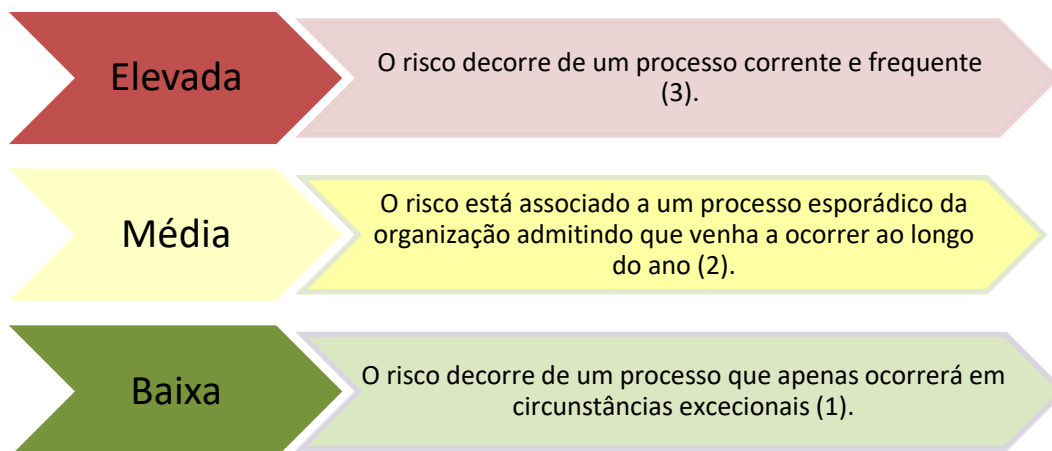 Elevada
O risco decorre de um processo corrente e frequente
(3).
Média
O risco está associado a um processo esporádico da
organização admitindo que venha a ocorrer ao longo
do ano (2).
Baixa
O risco decorre de um processo que apenas ocorrerá em
circunstâncias excecionais (1).